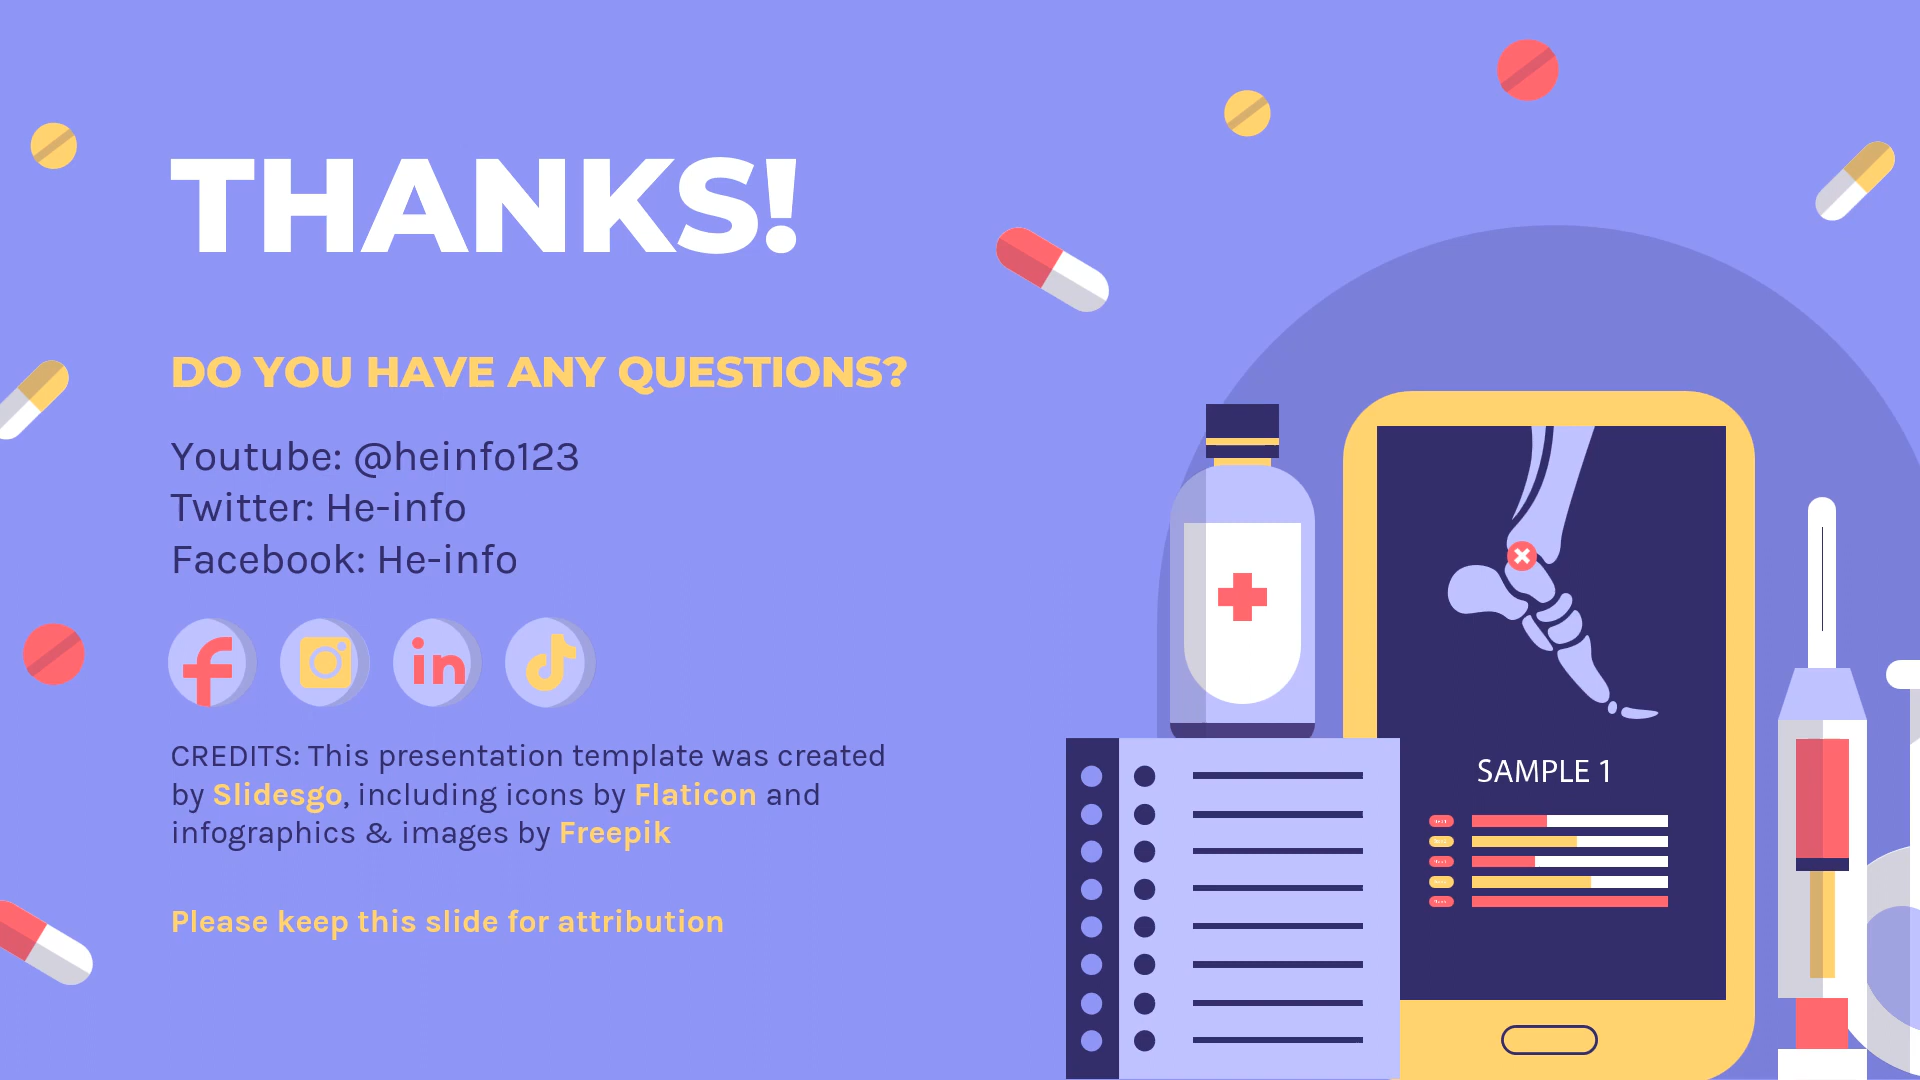 THANKS!
DO YOU HAVE ANY QUESTIONS?
Youtube: @heinfo123
Twitter: He-info
Facebook: He-info
in
CREDITS: This presentation template was created
by Slidesgo, including icons by Flaticon and
infographics & images by Freepik
Please keep this slide for attribution
SAMPLE 1